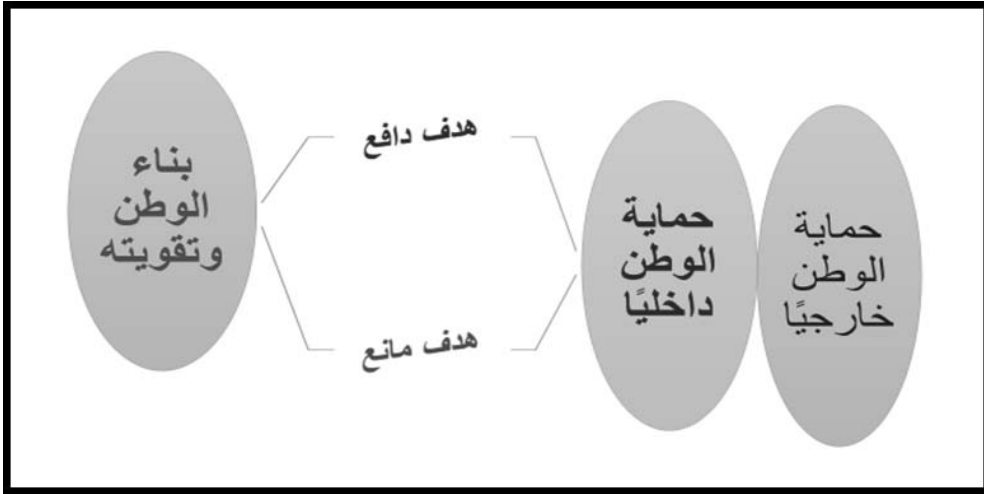 حماية
الوطن
خارجيًا
حماية
الوطن
داخليًا
هدف دافع
هدف مانع
بناء
الوطن
وتقويته